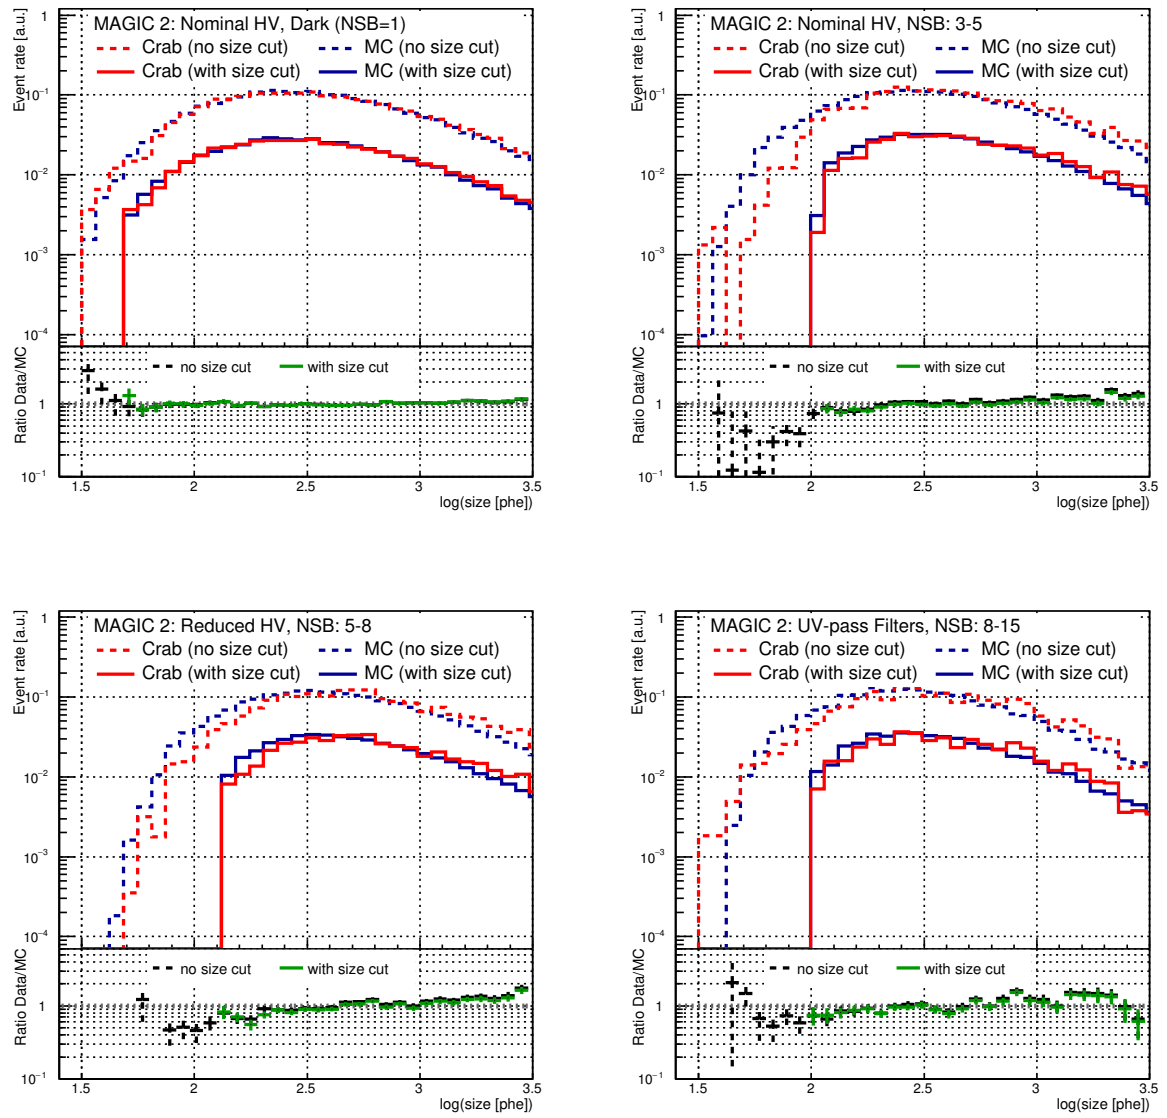 MAGIC 2: Nominal HV, Dark (NSB=1)
Crab (no size cut) MC (no size cut)
Crab (with size cut) MC (with size cut)
Event rate [a.u.]
1
10⁻¹
10⁻²
10⁻³
10⁻⁴
no size cut with size cut
Ratio Data/MC
1
10⁻¹
1.5 2 2.5 3 3.5
log(size [phe])
MAGIC 2: Nominal HV, NSB: 3-5
Crab (no size cut) MC (no size cut)
Crab (with size cut) MC (with size cut)
Event rate [a.u.]
1
10⁻¹
10⁻²
10⁻³
10⁻⁴
no size cut with size cut
Ratio Data/MC
1
10⁻¹
1.5 2 2.5 3 3.5
log(size [phe])
MAGIC 2: Reduced HV, NSB: 5-8
Crab (no size cut) MC (no size cut)
Crab (with size cut) MC (with size cut)
Event rate [a.u.]
1
10⁻¹
10⁻²
10⁻³
10⁻⁴
no size cut with size cut
Ratio Data/MC
1
10⁻¹
1.5 2 2.5 3 3.5
log(size [phe])
MAGIC 2: UV-pass Filters, NSB: 8-15
Crab (no size cut) MC (no size cut)
Crab (with size cut) MC (with size cut)
Event rate [a.u.]
1
10⁻¹
10⁻²
10⁻³
10⁻⁴
no size cut with size cut
Ratio Data/MC
1
10⁻¹
1.5 2 2.5 3 3.5
log(size [phe])